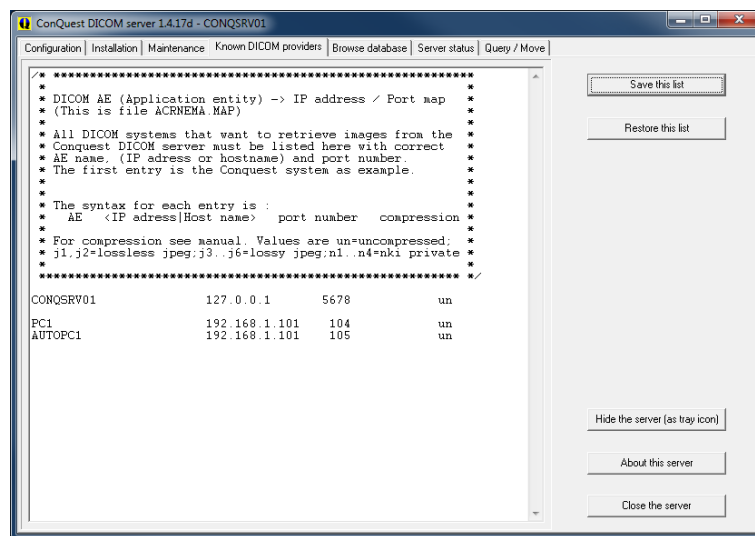 ConQuest DICOM server 1.4.17d - CONQSRV01
Configuration Installation Maintenance Known DICOM providers Browse database Server status Query / Move
/* **********************************************************
* *
* DICOM AE (Application entity) -> IP address / Port map *
* (This is file ACRNEMA.MAP) *
* *
* All DICOM systems that want to retrieve images from the *
* Conquest DICOM server must be listed here with correct *
* AE name, (IP adress or hostname) and port number. *
* The first entry is the Conquest system as example. *
* *
* *
* The syntax for each entry is : *
* AE <IP adress|Host name> port number compression *
* *
* For compression see manual. Values are un=uncompressed; *
* j1,j2=lossless jpeg;j3..j6=lossy jpeg;n1..n4=nki private *
* *
********************************************************** */
CONQSRV01 127.0.0.1 5678 un
PC1 192.168.1.101 104 un
AUTOPC1 192.168.1.101 105 un
Save this list
Restore this list
Hide the server (as tray icon)
About this server
Close the server